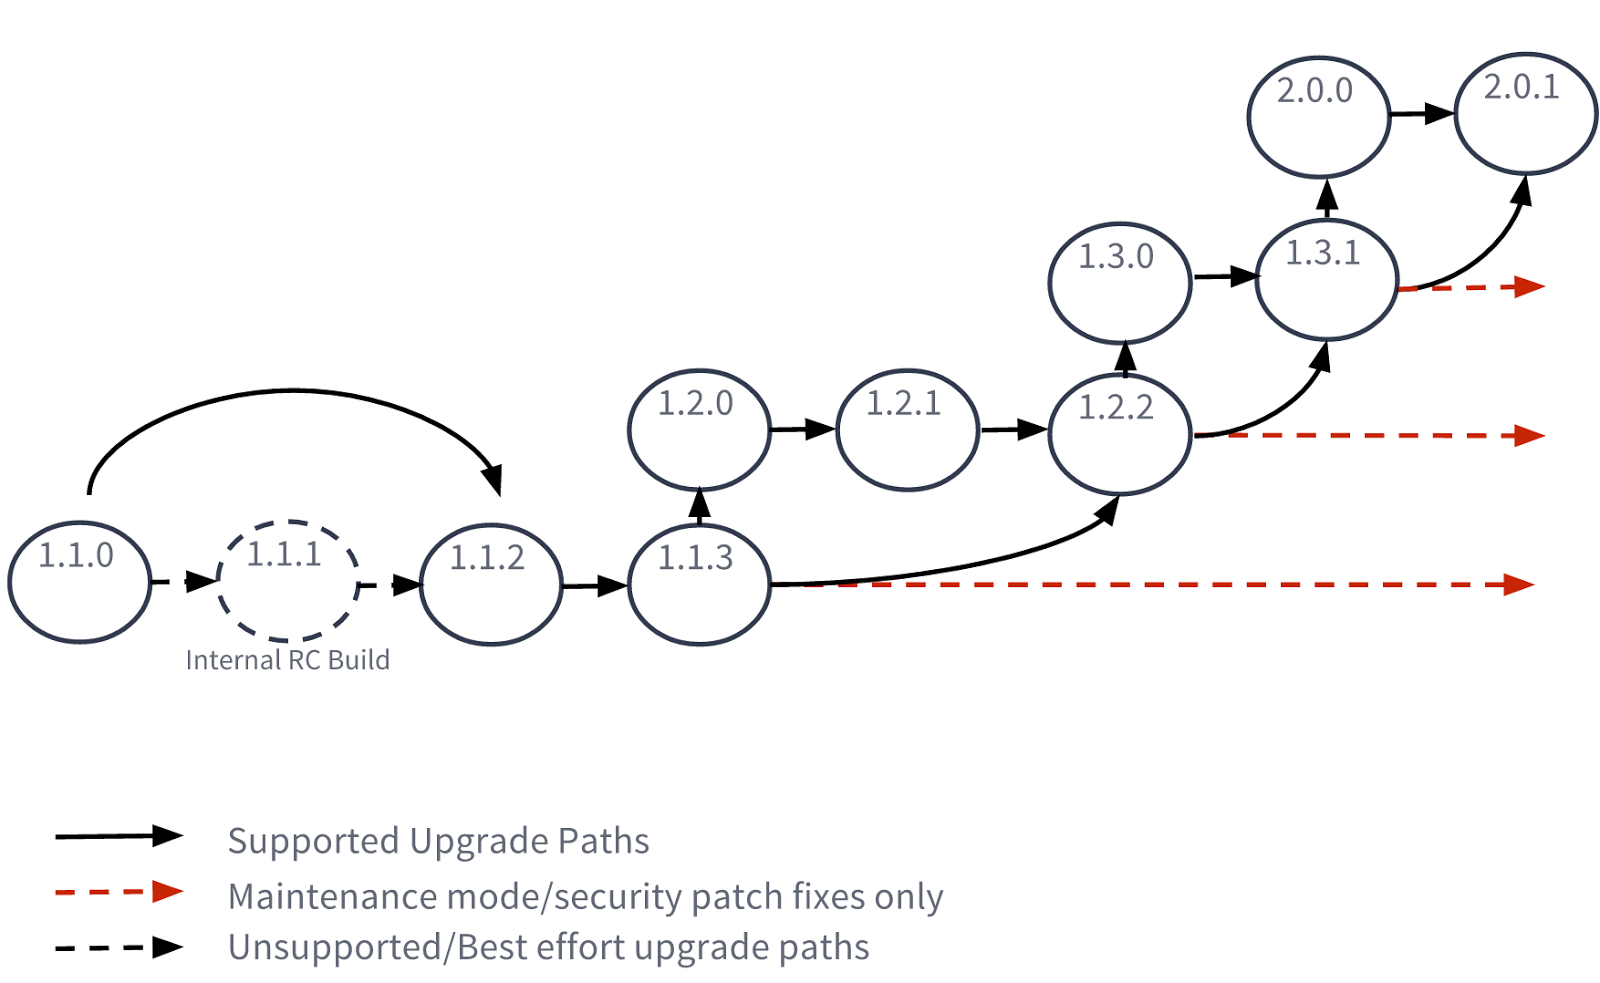 2.0.0
2.0.1
1.3.0
1.3.1
1.2.0
1.2.1
1.2.2
1.1.0
1.1.1
1.1.2
1.1.3
Internal RC Build
Supported Upgrade Paths
Maintenance mode/security patch fixes only
Unsupported/Best effort upgrade paths